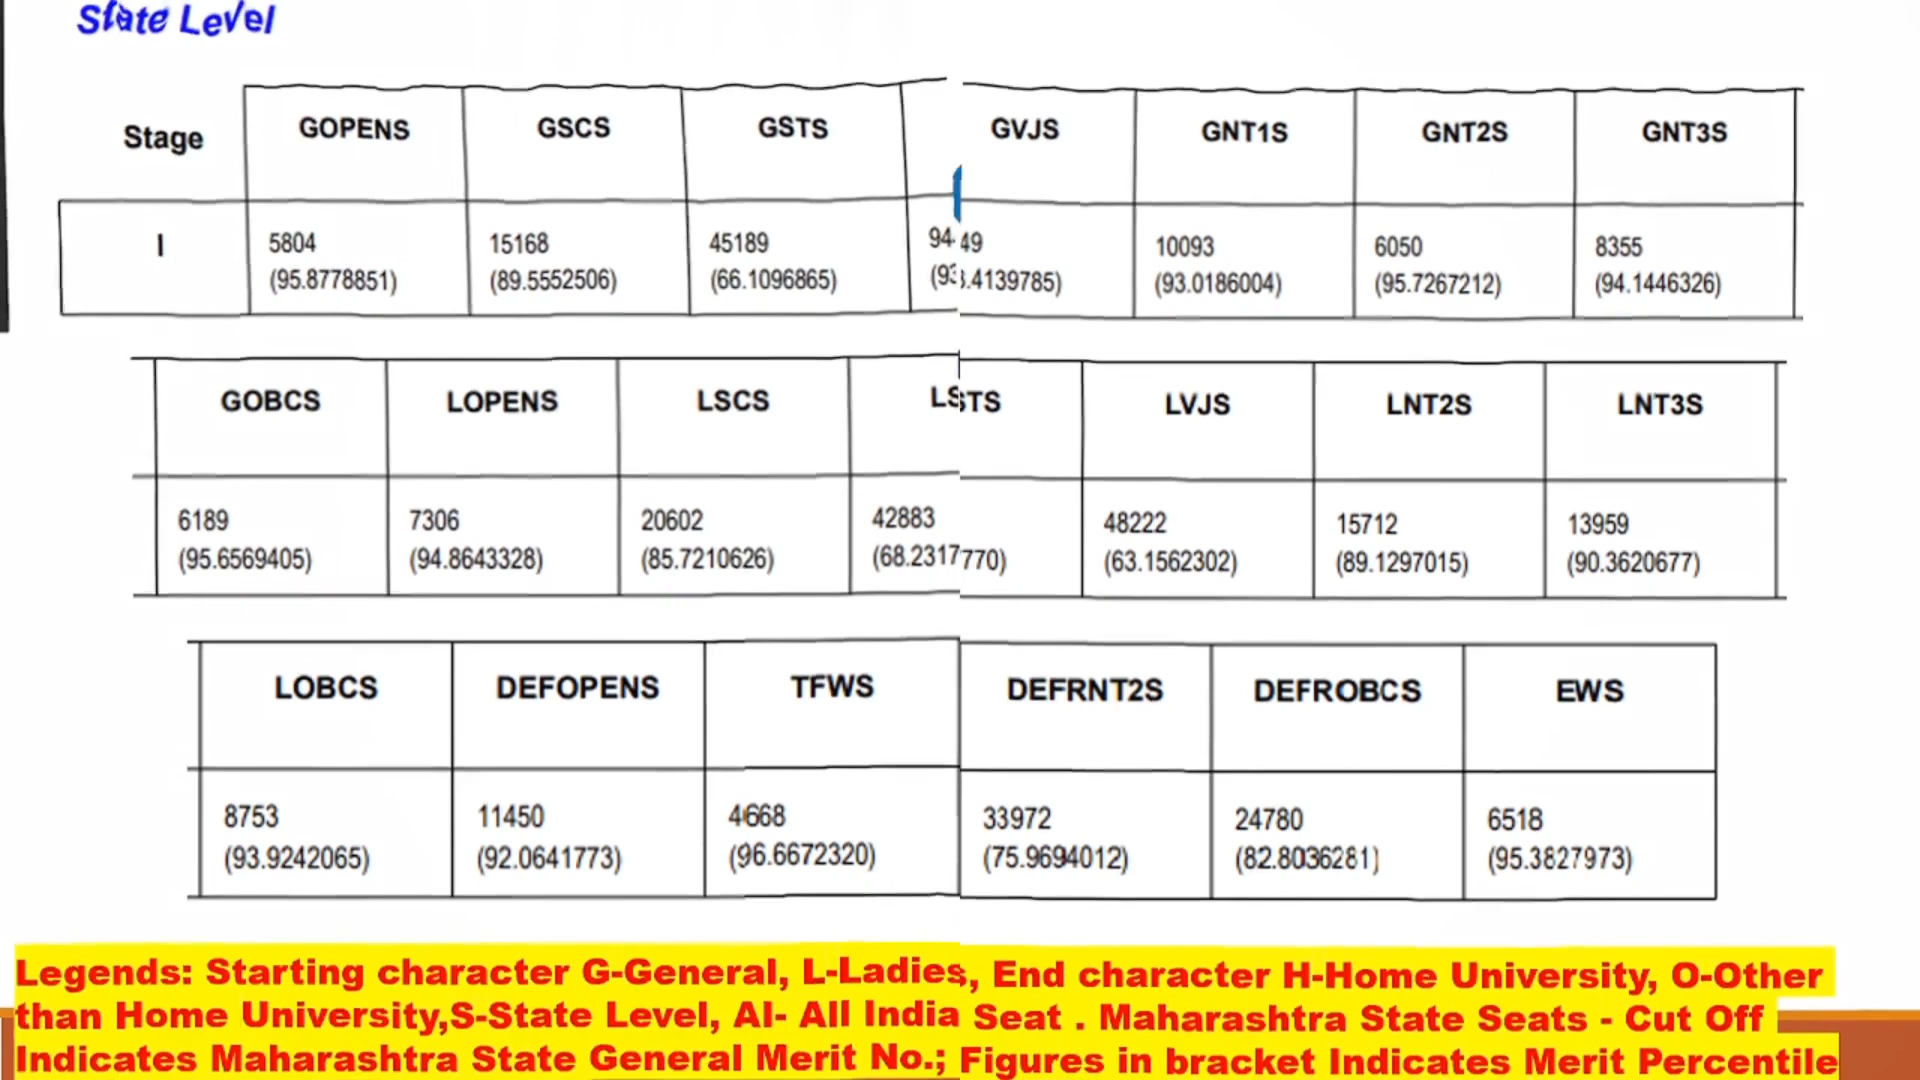 State Level
Stage GOPENS GSCS GSTS GVJS GNT1S GNT2S GNT3S
I 5804 15168 45189 9449 10093 6050 8355
(95.8778851) (89.5552506) (66.1096865) (93.4139785) (93.0186004) (95.7267212) (94.1446326)
GOBCS LOPENS LSCS LSTS LVJS LNT2S LNT3S
6189 7306 20602 42883 48222 15712 13959
(95.6569405) (94.8643328) (85.7210626) (68.2317770) (63.1562302) (89.1297015) (90.3620677)
LOBCS DEFOPENS TFWS DEFRNT2S DEFROBCS EWS
8753 11450 4668 33972 24780 6518
(93.9242065) (92.0641773) (96.6672320) (75.9694012) (82.8036281) (95.3827973)
Legends: Starting character G-General, L-Ladies, End character H-Home University, O-Other
than Home University,S-State Level, AI- All India Seat . Maharashtra State Seats - Cut Off
Indicates Maharashtra State General Merit No.; Figures in bracket Indicates Merit Percentile